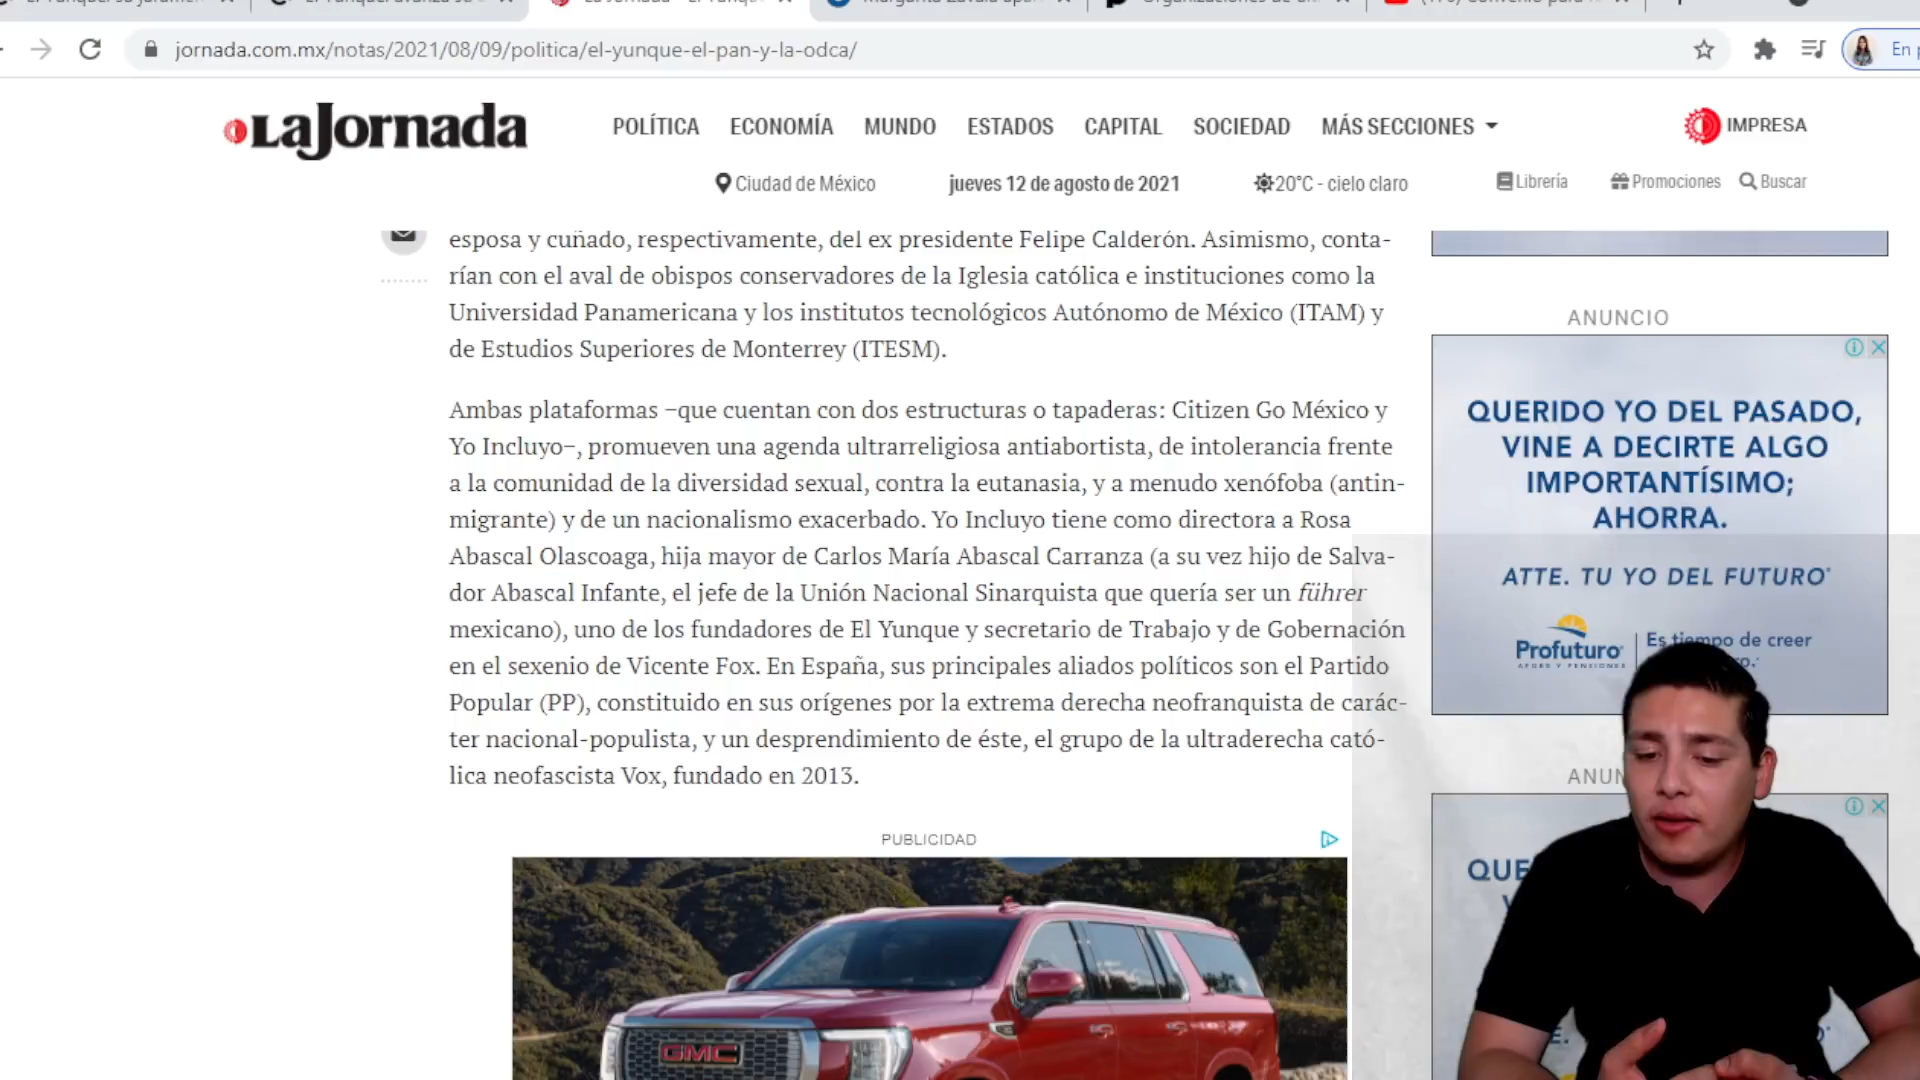 jornada.com.mx/notas/2021/08/09/politica/el-yunque-el-pan-y-la-odca/
En p
La Jornada
POLÍTICA ECONOMÍA MUNDO ESTADOS CAPITAL SOCIEDAD MÁS SECCIONES
IMPRESA
Ciudad de México
jueves 12 de agosto de 2021
20°C - cielo claro
Librería
Promociones
Buscar
esposa y cuñado, respectivamente, del ex presidente Felipe Calderón. Asimismo, conta-
rían con el aval de obispos conservadores de la Iglesia católica e instituciones como la
Universidad Panamericana y los institutos tecnológicos Autónomo de México (ITAM) y
de Estudios Superiores de Monterrey (ITESM).
Ambas plataformas –que cuentan con dos estructuras o tapaderas: Citizen Go México y
Yo Incluyo–, promueven una agenda ultrarreligiosa antiabortista, de intolerancia frente
a la comunidad de la diversidad sexual, contra la eutanasia, y a menudo xenófoba (antin-
migrante) y de un nacionalismo exacerbado. Yo Incluyo tiene como directora a Rosa
Abascal Olascoaga, hija mayor de Carlos María Abascal Carranza (a su vez hijo de Salva-
dor Abascal Infante, el jefe de la Unión Nacional Sinarquista que quería ser un führer
mexicano), uno de los fundadores de El Yunque y secretario de Trabajo y de Gobernación
en el sexenio de Vicente Fox. En España, sus principales aliados políticos son el Partido
Popular (PP), constituido en sus orígenes por la extrema derecha neofranquista de carác-
ter nacional-populista, y un desprendimiento de éste, el grupo de la ultraderecha cató-
lica neofascista Vox, fundado en 2013.
PUBLICIDAD
GMC
ANUNCIO
QUERIDO YO DEL PASADO,
VINE A DECIRTE ALGO
IMPORTANTÍSIMO;
AHORRA.
ATTE. TU YO DEL FUTURO
Profuturo
AFORE Y PENSIONES
Es tiempo de creer
ANUN
QUE